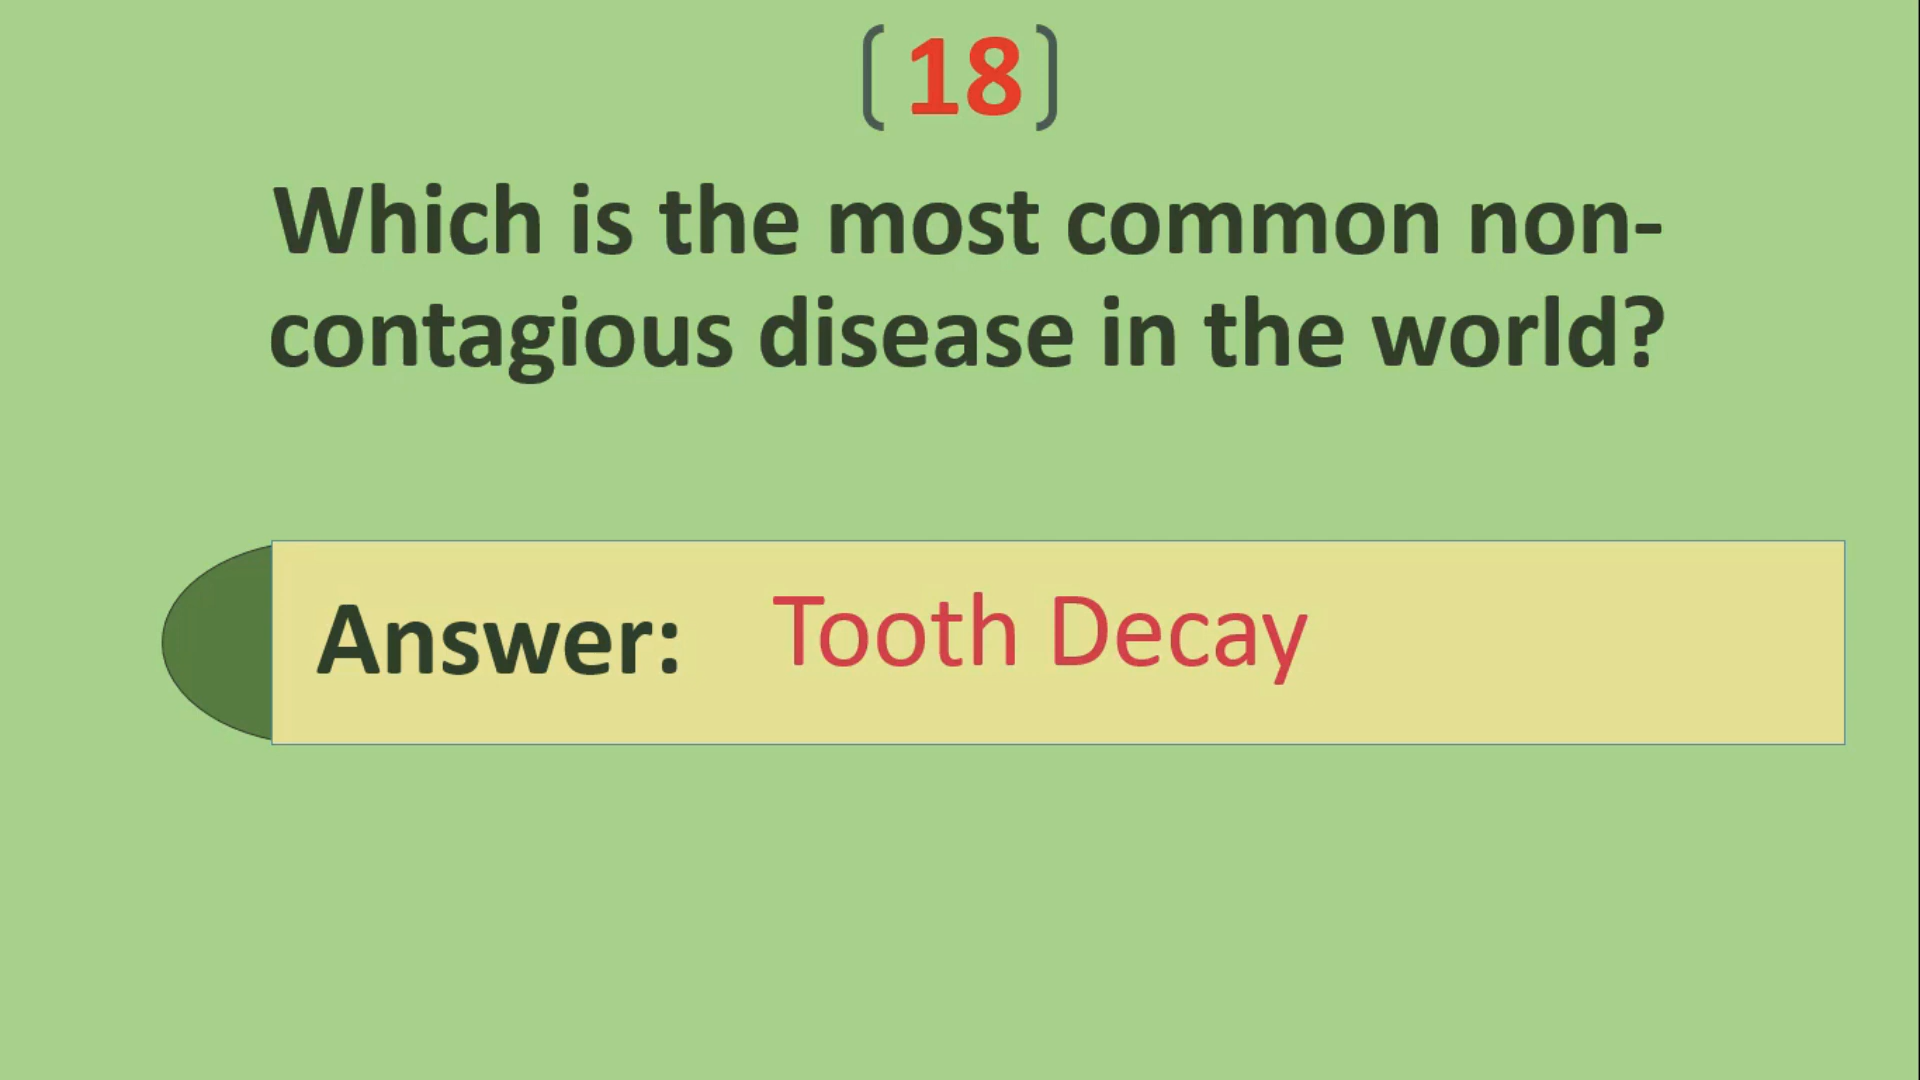 [18]
Which is the most common non-
contagious disease in the world?
Answer: Tooth Decay